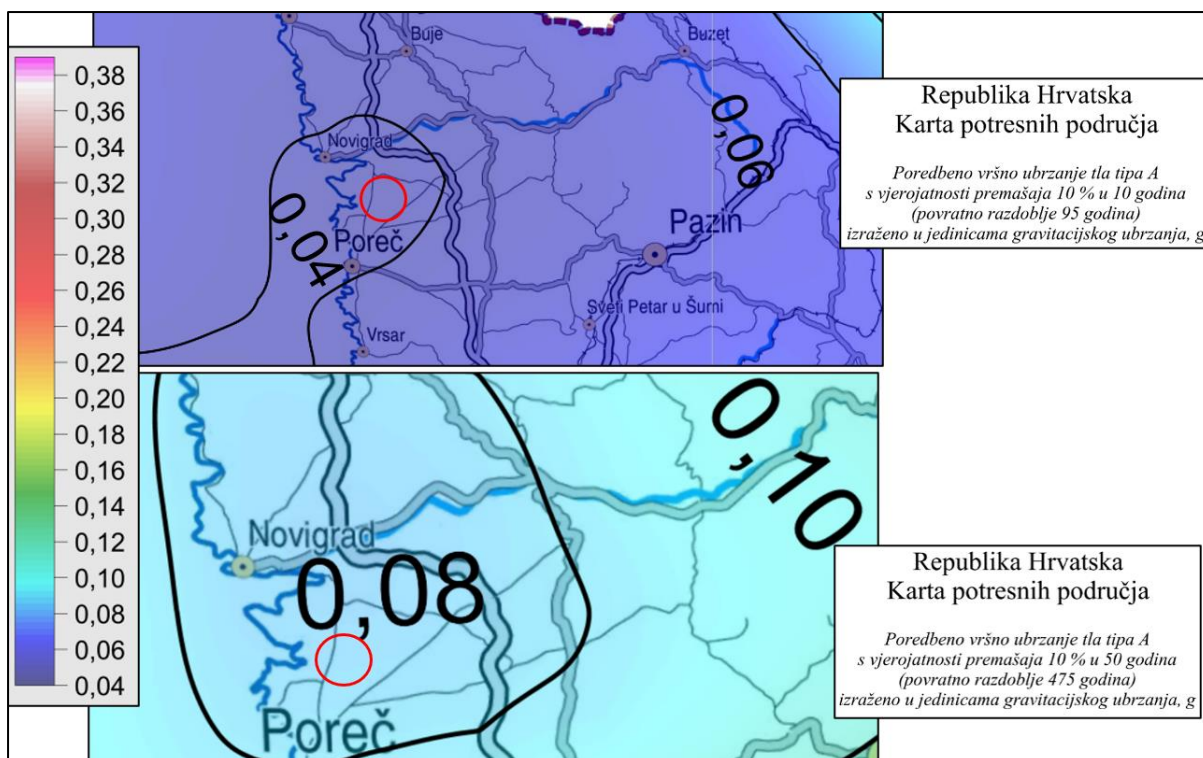 0,38
0,36
0,34
0,32
0,30
0,28
0,26
0,24
0,22
0,20
0,18
0,16
0,14
0,12
0,10
0,08
0,06
0,04
Buje
Buzet
Novigrad
0,06
0,04
Poreč
Pazin
Sveti Petar u Šumi
Vrsar
Republika Hrvatska
Karta potresnih područja
Poredbeno vršno ubrzanje tla tipa A
s vjerojatnosti premašaja 10 % u 10 godina
(povratno razdoblje 95 godina)
izraženo u jedinicama gravitacijskog ubrzanja, g
0,10
Novigrad
0,08
Poreč
Republika Hrvatska
Karta potresnih područja
Poredbeno vršno ubrzanje tla tipa A
s vjerojatnosti premašaja 10 % u 50 godina
(povratno razdoblje 475 godina)
izraženo u jedinicama gravitacijskog ubrzanja, g